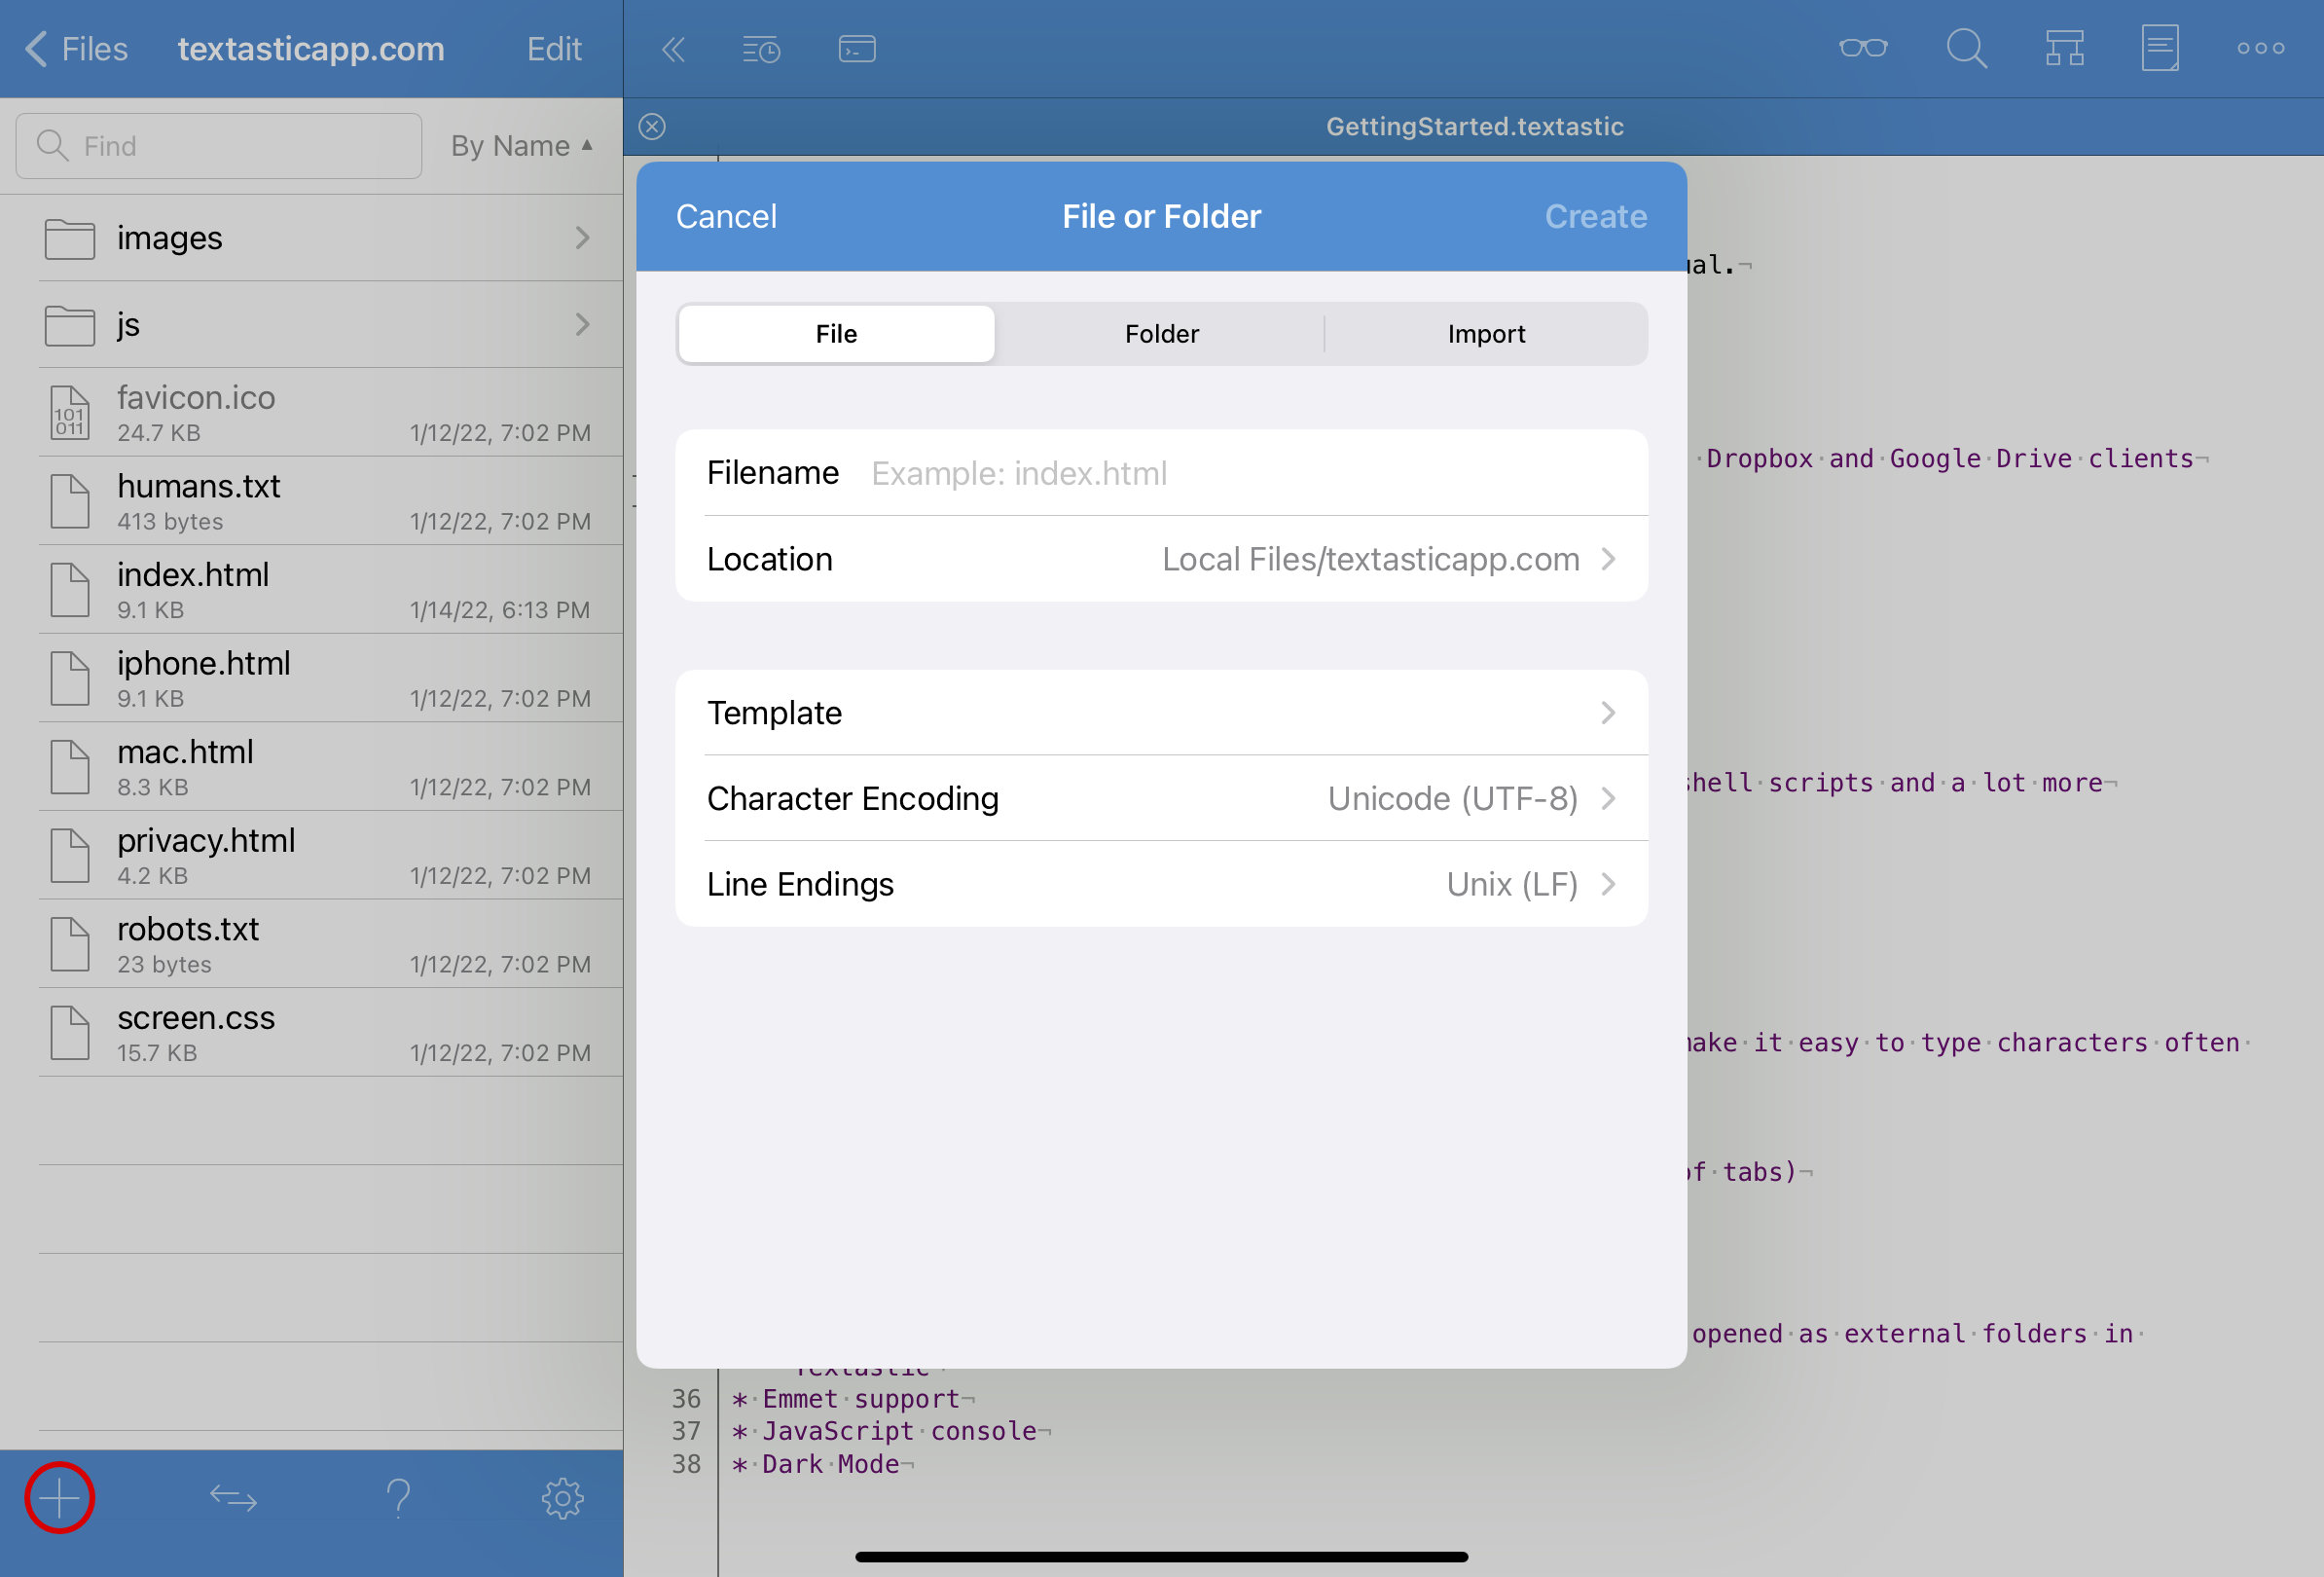 Files textasticapp.com Edit
Find By Name ▲
images
js
favicon.ico
24.7 KB 1/12/22, 7:02 PM
humans.txt
413 bytes 1/12/22, 7:02 PM
index.html
9.1 KB 1/14/22, 6:13 PM
iphone.html
9.1 KB 1/12/22, 7:02 PM
mac.html
8.3 KB 1/12/22, 7:02 PM
privacy.html
4.2 KB 1/12/22, 7:02 PM
robots.txt
23 bytes 1/12/22, 7:02 PM
screen.css
15.7 KB 1/12/22, 7:02 PM
GettingStarted.textastic
Cancel File or Folder Create
File Folder Import
Filename Example: index.html
Location Local Files/textasticapp.com
Template
Character Encoding Unicode (UTF-8)
Line Endings Unix (LF)
Dropbox and Google Drive clients¬
scripts and a lot more¬
it easy to type characters often
tabs)¬
opened as external folders in
36 * Emmet support¬
37 * JavaScript console¬
38 * Dark Mode¬